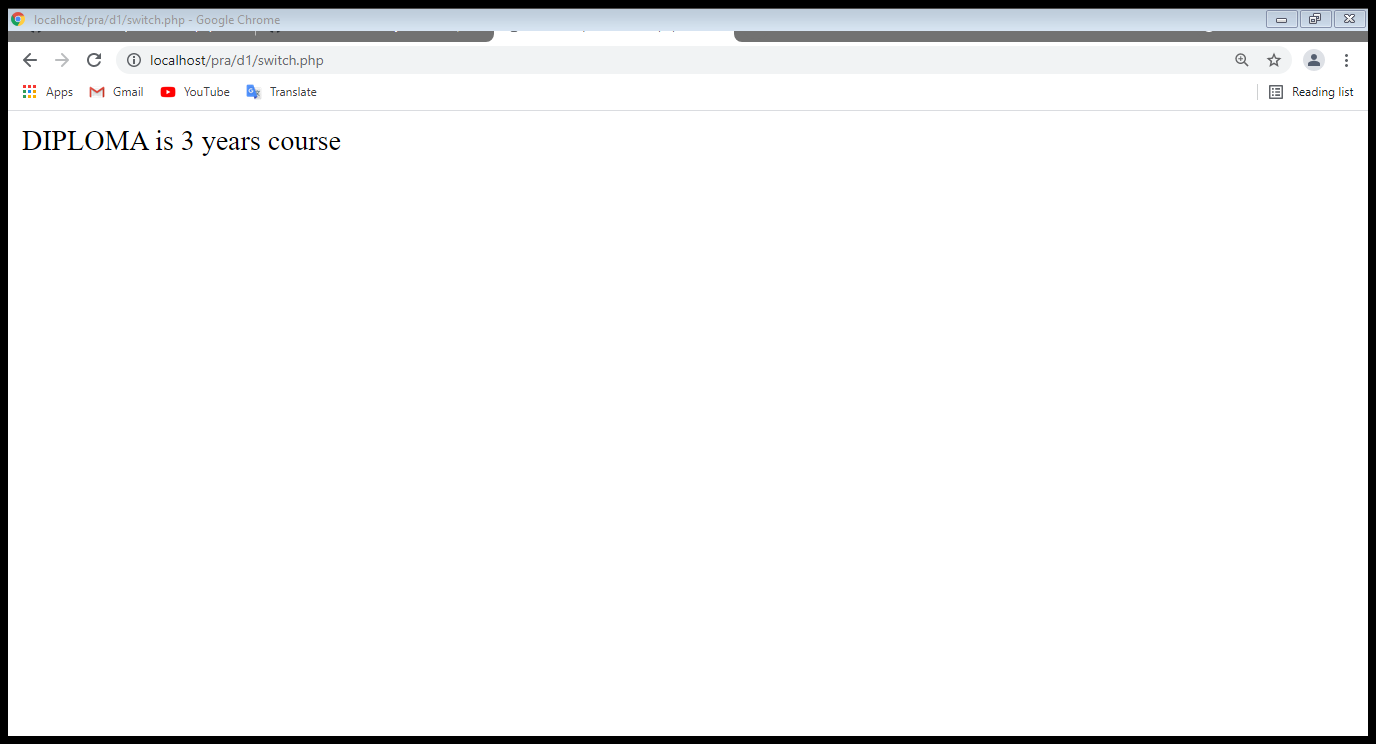 localhost/pra/d1/switch.php - Google Chrome
localhost/pra/d1/switch.php
Apps Gmail YouTube Translate Reading list
DIPLOMA is 3 years course